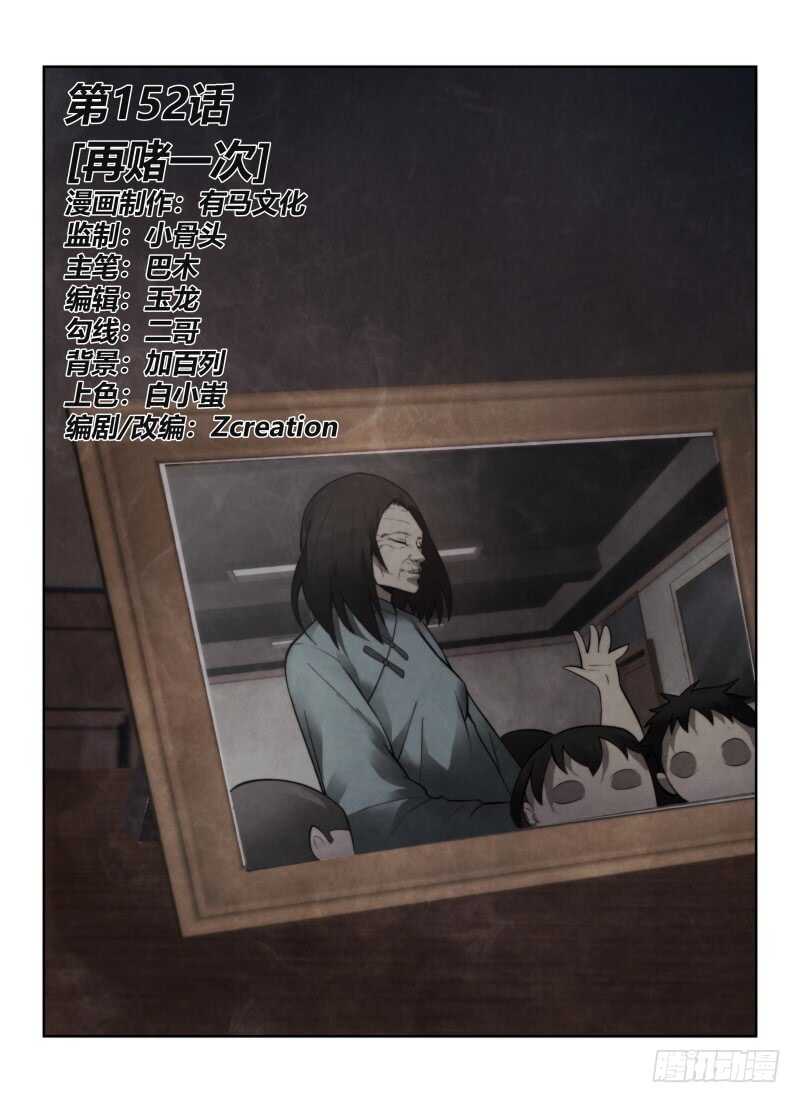 第152话
[再赌一次]
漫画制作：有马文化
监制：小骨头
主笔：巴木
编辑：玉龙
勾线：二哥
背景：加百列
上色：白小蚩
编剧/改编：Zcreation
腾讯动漫